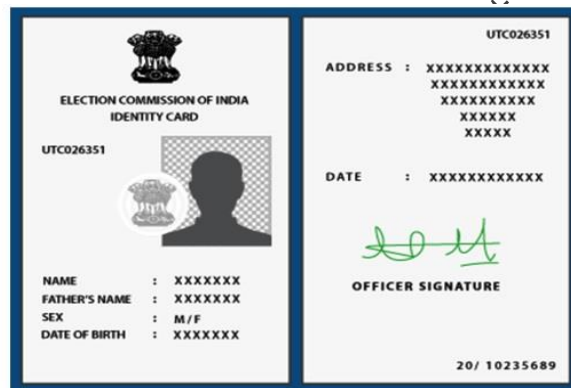 ELECTION COMMISSION OF INDIA
IDENTITY CARD
UTC026351
NAME : XXXXXXX
FATHER'S NAME : XXXXXXX
SEX : M/F
DATE OF BIRTH : XXXXXXX
UTC026351
ADDRESS : XXXXXXXXXXXXX
XXXXXXXXXXXX
XXXXXXXXXX
XXXXXX
XXXXX
DATE : XXXXXXXXXXXX
OFFICER SIGNATURE
20/ 10235689